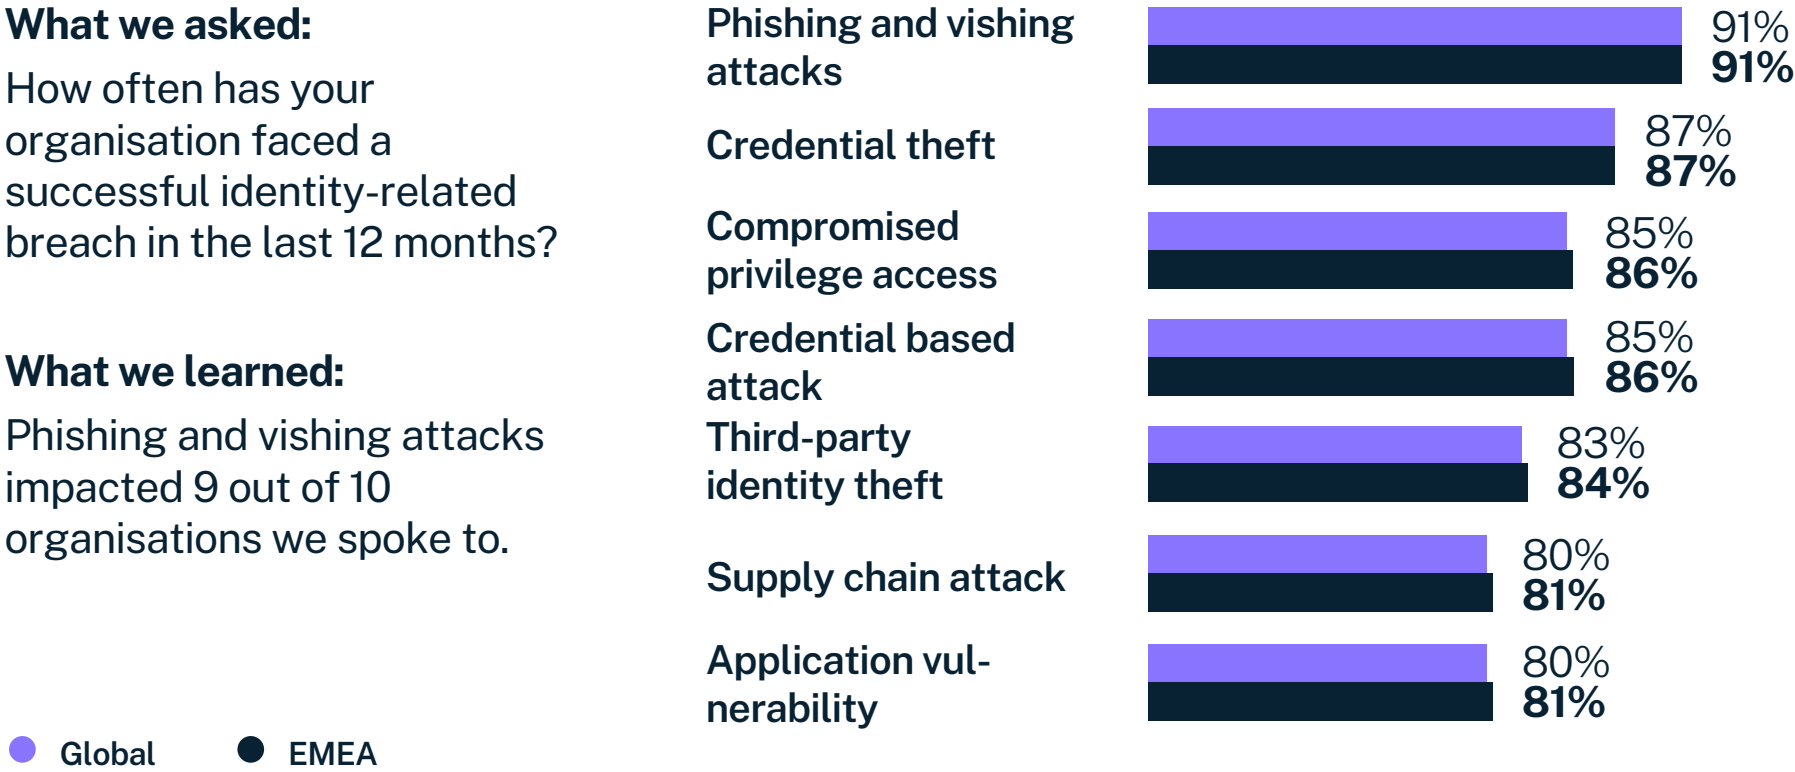 What we asked:
How often has your
organisation faced a
successful identity-related
breach in the last 12 months?
What we learned:
Phishing and vishing attacks
impacted 9 out of 10
organisations we spoke to.
Global
EMEA
Phishing and vishing
attacks
91%
91%
Credential theft
87%
87%
Compromised
privilege access
85%
86%
Credential based
attack
85%
86%
Third-party
identity theft
83%
84%
Supply chain attack
80%
81%
Application vul-
nerability
80%
81%